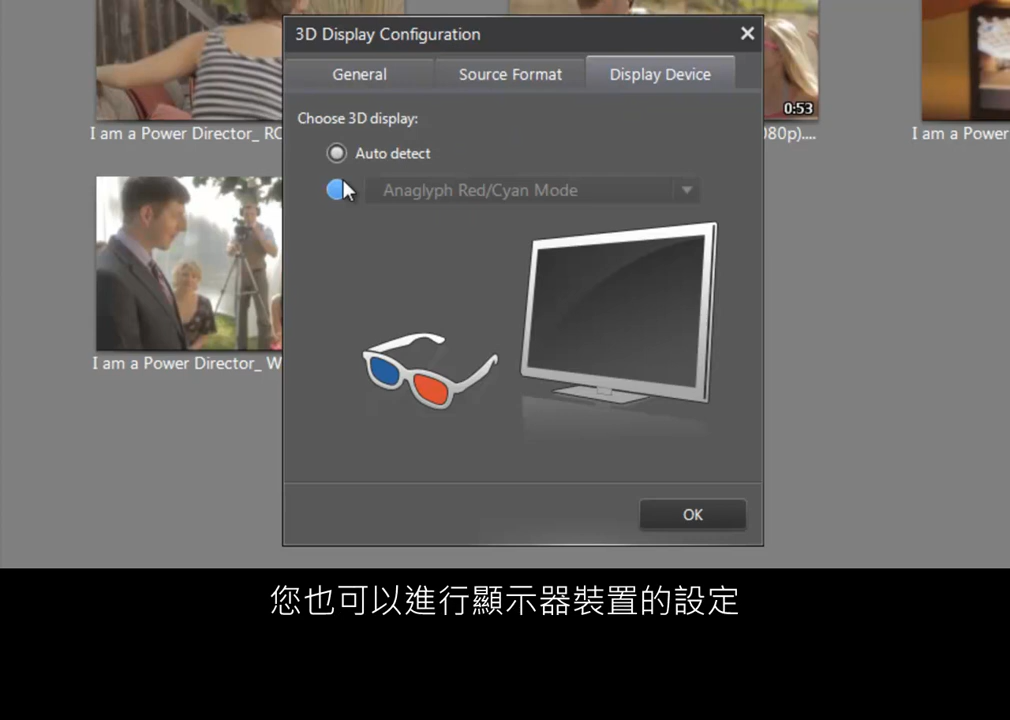 3D Display Configuration
General
Source Format
Display Device
Choose 3D display:
Auto detect
Anaglyph Red/Cyan Mode
OK
0:53
I am a Power Director_ RC
080p)....
I am a Power
I am a Power Director_ W
您也可以進行顯示器裝置的設定